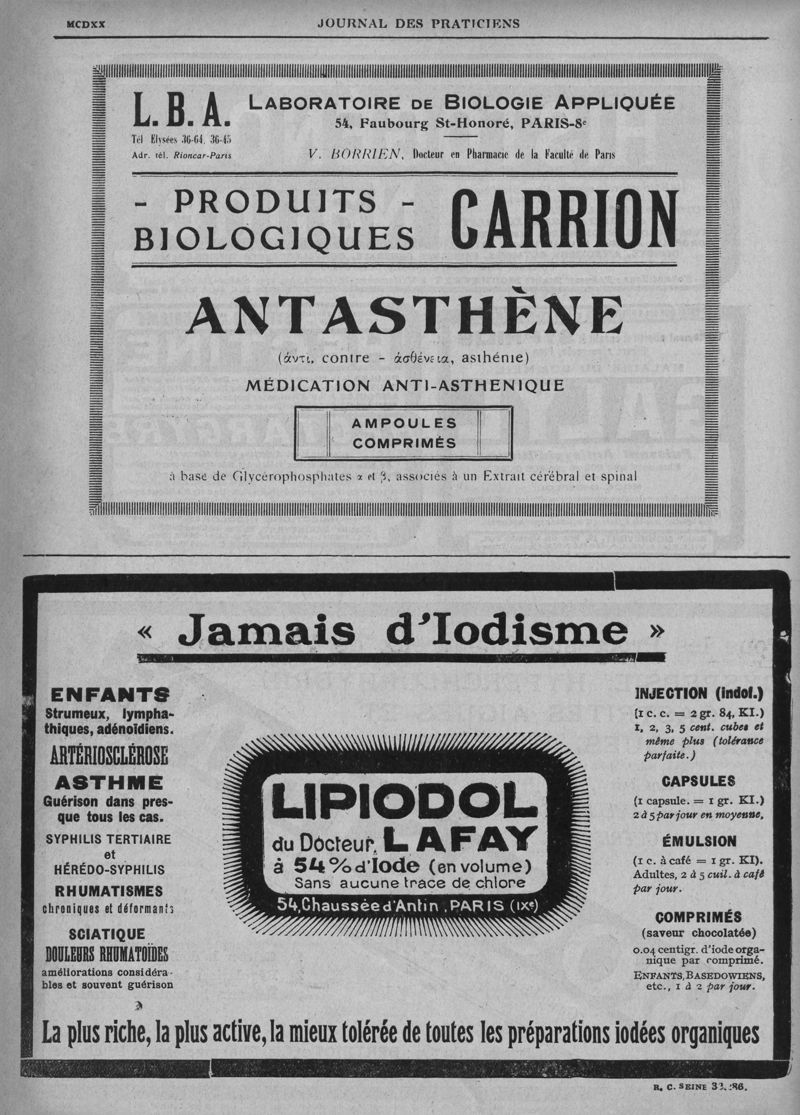 MCDXX
JOURNAL DES PRATICIENS
L.B.A.
Tél Elysées 36-64, 36-45
Adr. tél. Rioncar-Paris
LABORATOIRE DE BIOLOGIE APPLIQUÉE
54, Faubourg St-Honoré, PARIS-8e
V. BORRIEN, Docteur en Pharmacie de la Faculté de Paris
- PRODUITS -
BIOLOGIQUES
CARRION
ANTASTHÈNE
(άντι, contre - άσθένεια, asthénie)
MÉDICATION ANTI-ASTHENIQUE
AMPOULES
COMPRIMÉS
à base de Glycérophosphates α et β, associés à un Extrait cérébral et spinal
« Jamais d'Iodisme »
ENFANTS
Strumeux, lympha-
thiques, adénoïdiens.
ARTÉRIOSCLÉROSE
ASTHME
Guérison dans pres-
que tous les cas.
SYPHILIS TERTIAIRE
et
HÉRÉDO-SYPHILIS
RHUMATISMES
chroniques et déformants
SCIATIQUE
DOULEURS RHUMATOÏDES
améliorations considéra-
bles et souvent guérison
LIPIODOL
du Docteur LAFAY
à 54% d'Iode (en volume)
Sans aucune trace de chlore
54, Chaussée d'Antin, PARIS (IXe)
INJECTION (indol.)
(1 c. c. = 2 gr. 84, KI.)
1, 2, 3, 5 cent. cubes et
même plus (tolérance
parfaite.)
CAPSULES
(1 capsule. = 1 gr. KI.)
2 à 5 par jour en moyenne.
ÉMULSION
(1 c. à café = 1 gr. KI).
Adultes, 2 à 5 cuil. à café
par jour.
COMPRIMÉS
(saveur chocolatée)
0.04 centigr. d'iode orga-
nique par comprimé.
ENFANTS, BASEDOWIENS,
etc., 1 à 2 par jour.
La plus riche, la plus active, la mieux tolérée de toutes les préparations iodées organiques
R. C. SEINE